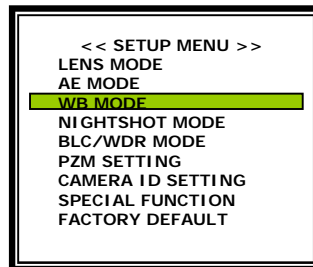 << SETUP MENU >>
LENS MODE
AE MODE
WB MODE
NIGHTSHOT MODE
BLC/WDR MODE
PZM SETTING
CAMERA ID SETTING
SPECIAL FUNCTION
FACTORY DEFAULT